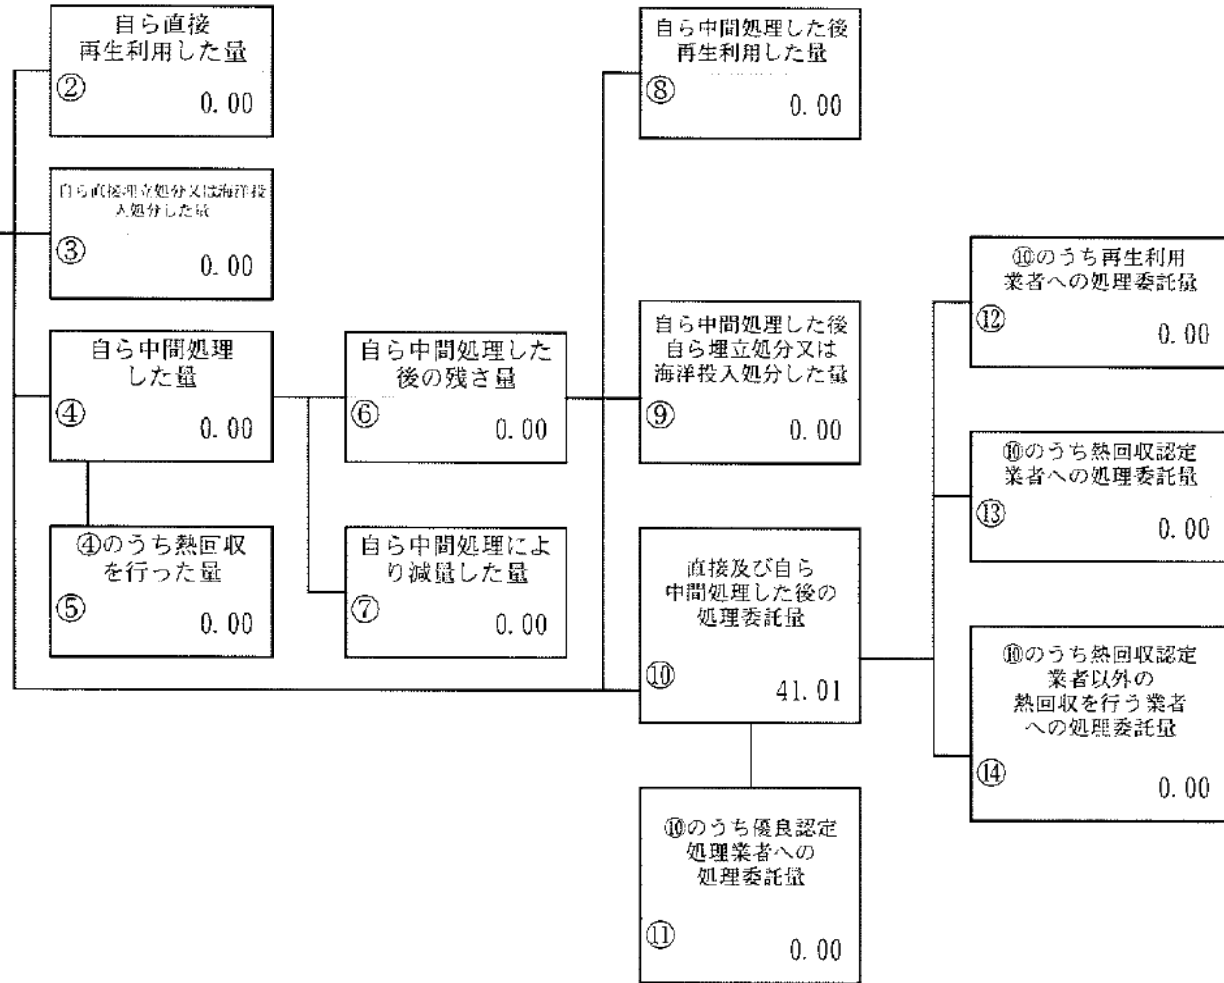 自ら直接
再生利用した量
②
0.00
自ら直接埋立処分又は海洋投
入処分した量
③
0.00
自ら中間処理
した量
④
0.00
④のうち熱回収
を行った量
⑤
0.00
自ら中間処理した
後の残さ量
⑥
0.00
自ら中間処理によ
り減量した量
⑦
0.00
自ら中間処理した後
再生利用した量
⑧
0.00
自ら中間処理した後
自ら埋立処分又は
海洋投入処分した量
⑨
0.00
直接及び自ら
中間処理した後の
処理委託量
⑩
41.01
⑩のうち優良認定
処理業者への
処理委託量
⑪
0.00
⑩のうち再生利用
業者への処理委託量
⑫
0.00
⑩のうち熱回収認定
業者への処理委託量
⑬
0.00
⑩のうち熱回収認定
業者以外の
熱回収を行う業者
への処理委託量
⑭
0.00